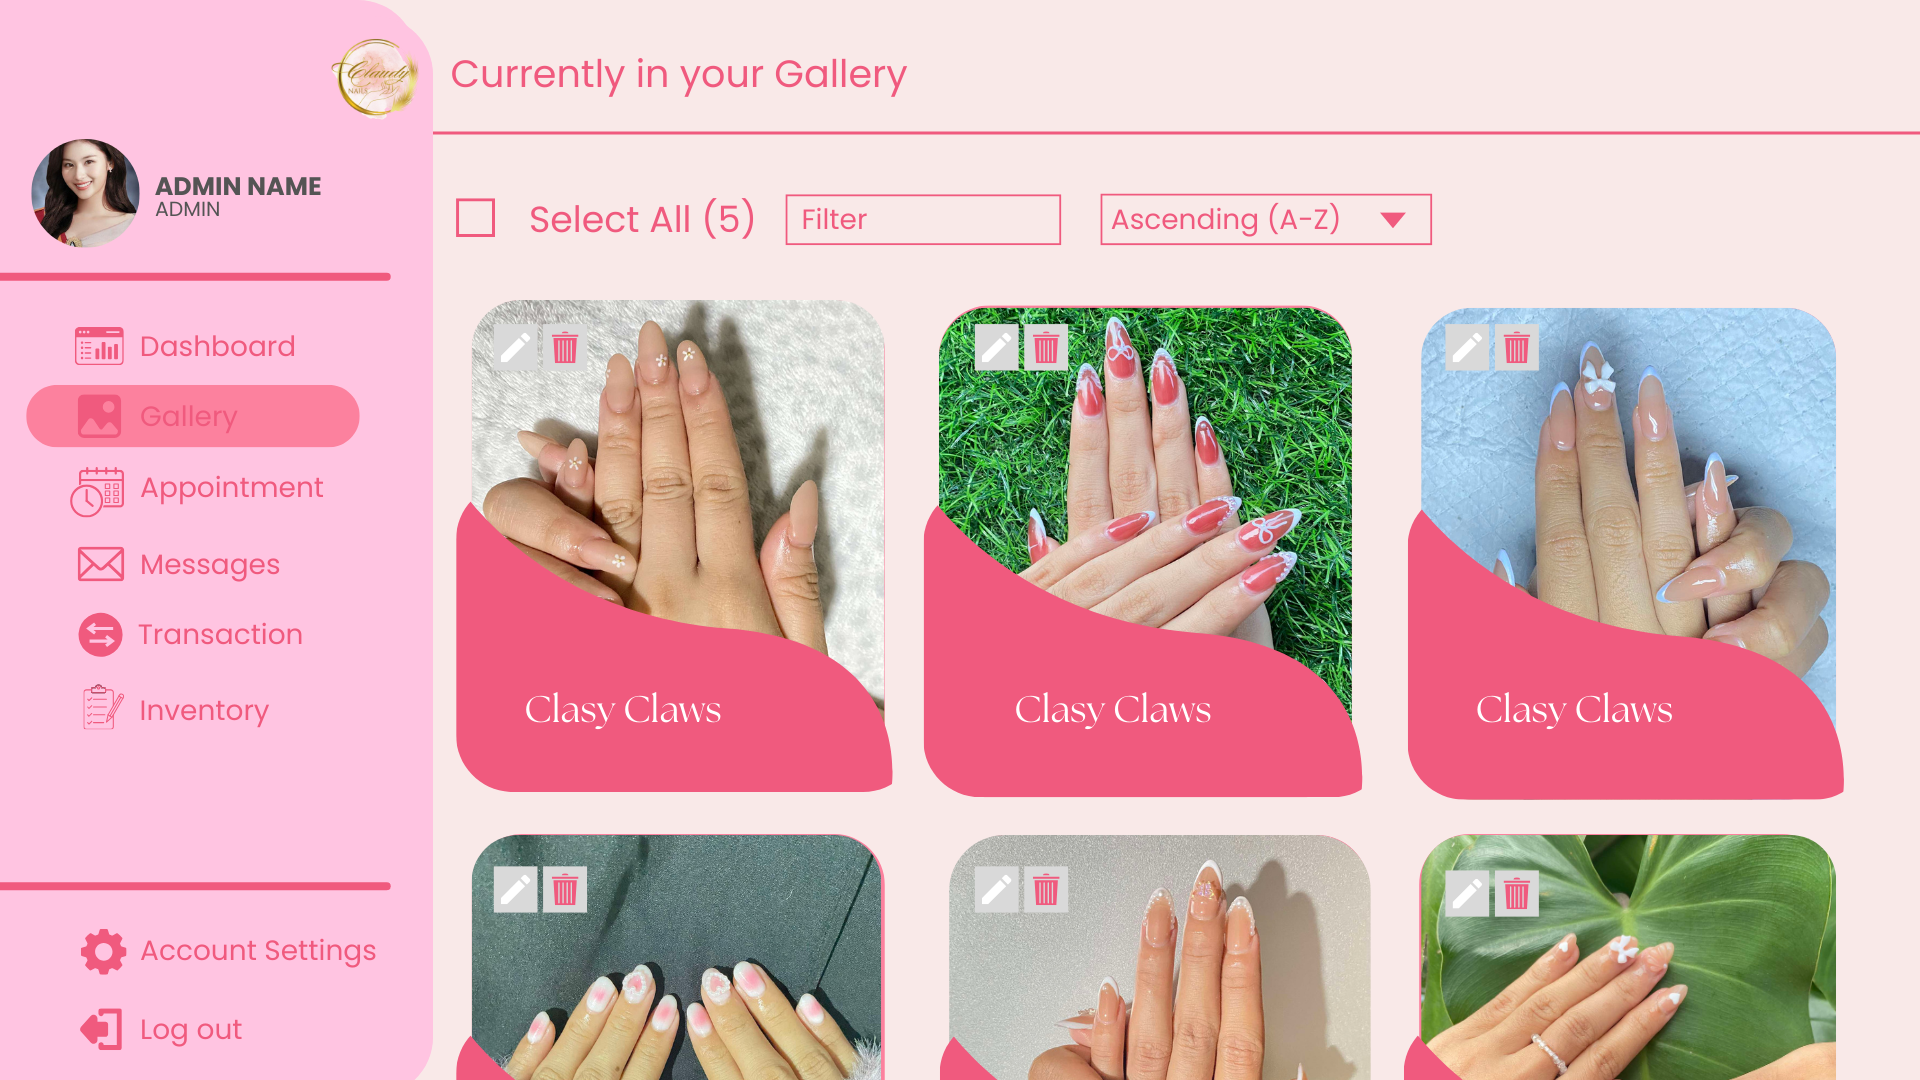 Claudy
NAILS
Currently in your Gallery
ADMIN NAME
ADMIN
Select All (5)
Filter
Ascending (A-Z)
Dashboard
Gallery
Appointment
Messages
Transaction
Inventory
Clasy Claws
Clasy Claws
Clasy Claws
Account Settings
Log out